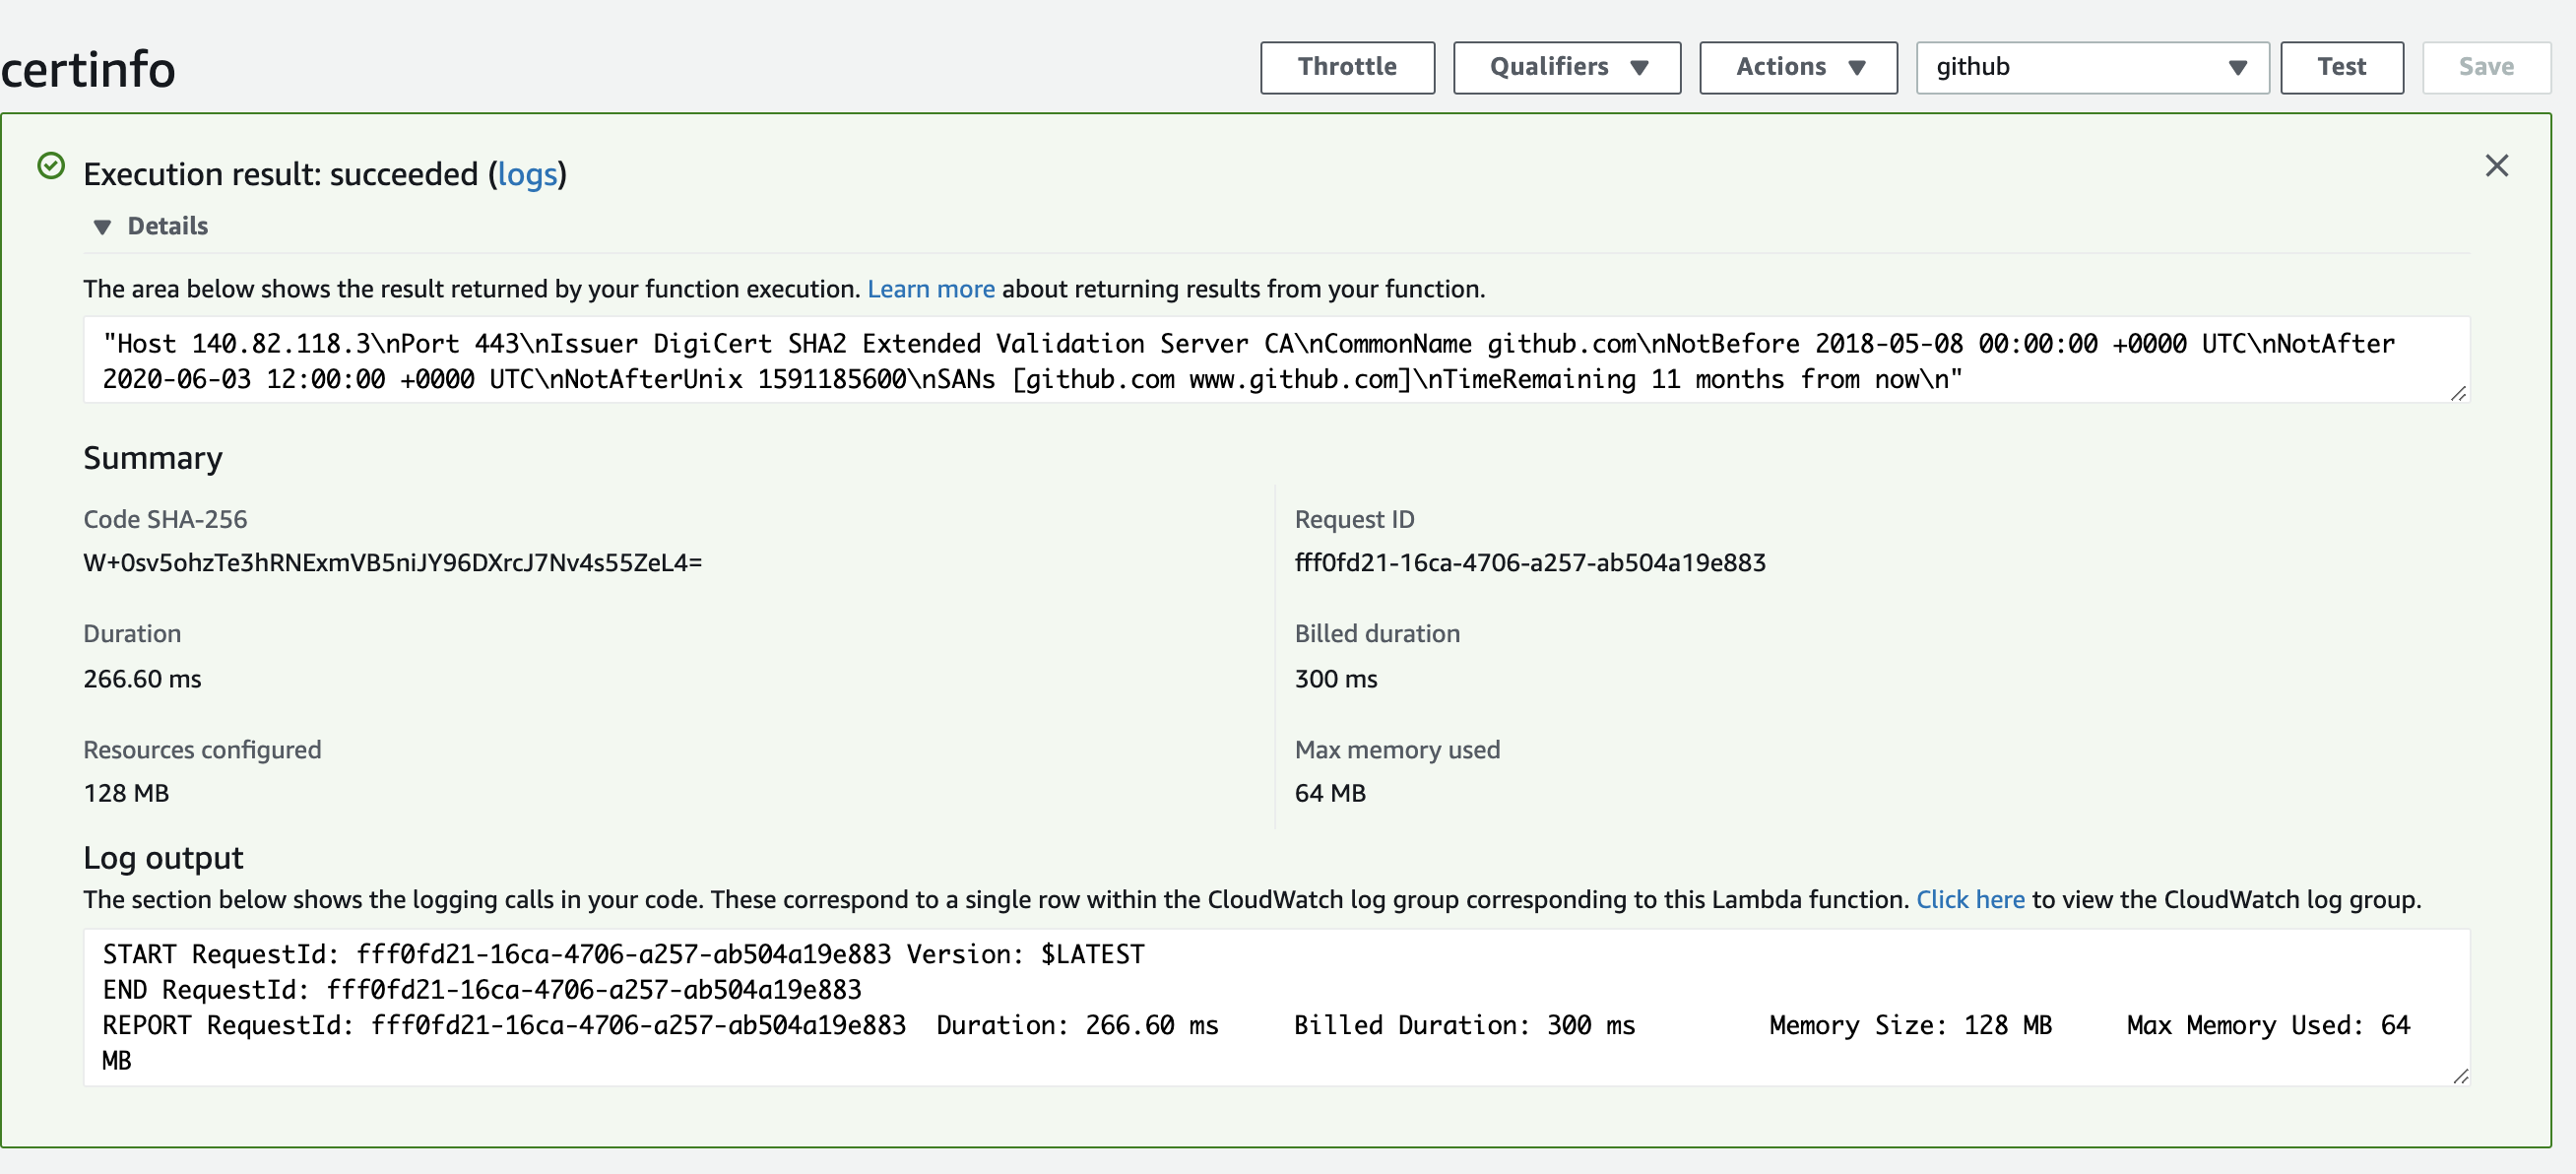 certinfo
Throttle
Qualifiers
Actions
github
Test
Save
Execution result: succeeded (logs)
Details
The area below shows the result returned by your function execution. Learn more about returning results from your function.
"Host 140.82.118.3\nPort 443\nIssuer DigiCert SHA2 Extended Validation Server CA\nCommonName github.com\nNotBefore 2018-05-08 00:00:00 +0000 UTC\nNotAfter
2020-06-03 12:00:00 +0000 UTC\nNotAfterUnix 1591185600\nSANs [github.com www.github.com]\nTimeRemaining 11 months from now\n"
Summary
Code SHA-256
W+0sv5ohzTe3hRNExmVB5niJY96DXrcJ7Nv4s55ZeL4=
Request ID
fff0fd21-16ca-4706-a257-ab504a19e883
Duration
266.60 ms
Billed duration
300 ms
Resources configured
128 MB
Max memory used
64 MB
Log output
The section below shows the logging calls in your code. These correspond to a single row within the CloudWatch log group corresponding to this Lambda function. Click here to view the CloudWatch log group.
START RequestId: fff0fd21-16ca-4706-a257-ab504a19e883 Version: $LATEST
END RequestId: fff0fd21-16ca-4706-a257-ab504a19e883
REPORT RequestId: fff0fd21-16ca-4706-a257-ab504a19e883 Duration: 266.60 ms Billed Duration: 300 ms Memory Size: 128 MB Max Memory Used: 64
MB